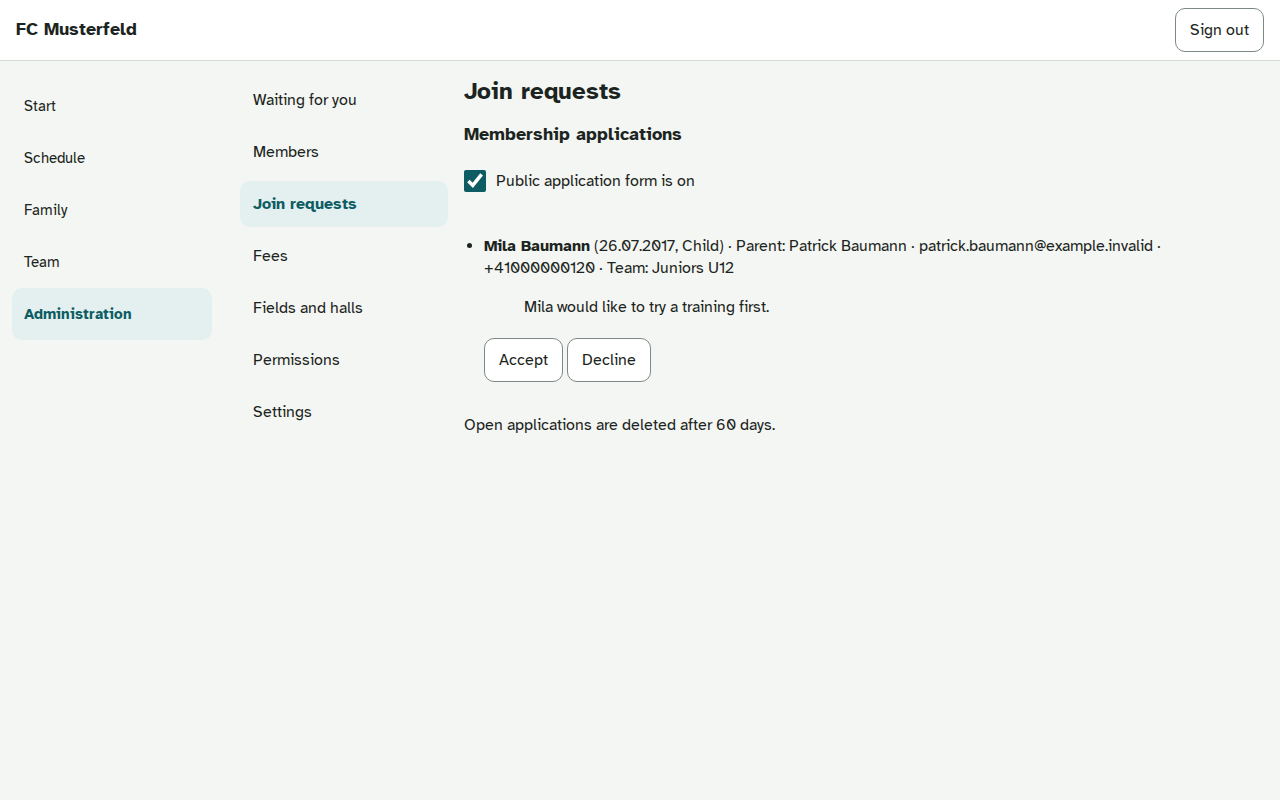 FC Musterfeld
Sign out
Start
Schedule
Family
Team
Administration
Waiting for you
Members
Join requests
Fees
Fields and halls
Permissions
Settings
Join requests
Membership applications
Public application form is on
• Mila Baumann (26.07.2017, Child) · Parent: Patrick Baumann · patrick.baumann@example.invalid ·
+41000000120 · Team: Juniors U12
Mila would like to try a training first.
Accept
Decline
Open applications are deleted after 60 days.